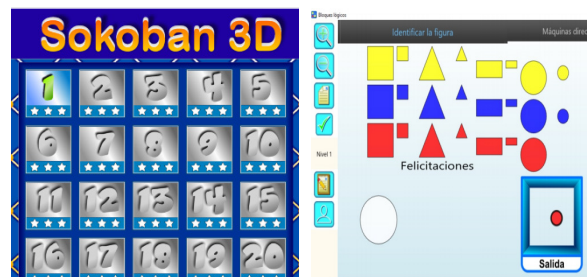 Sokoban 3D
1 2 3 4 5
6 7 8 9 10
11 12 13 14 15
16 17 18 19 20
Bloques lógicos
Identificar la figura
Máquinas direc
Nivel 1
Felicitaciones
Salida